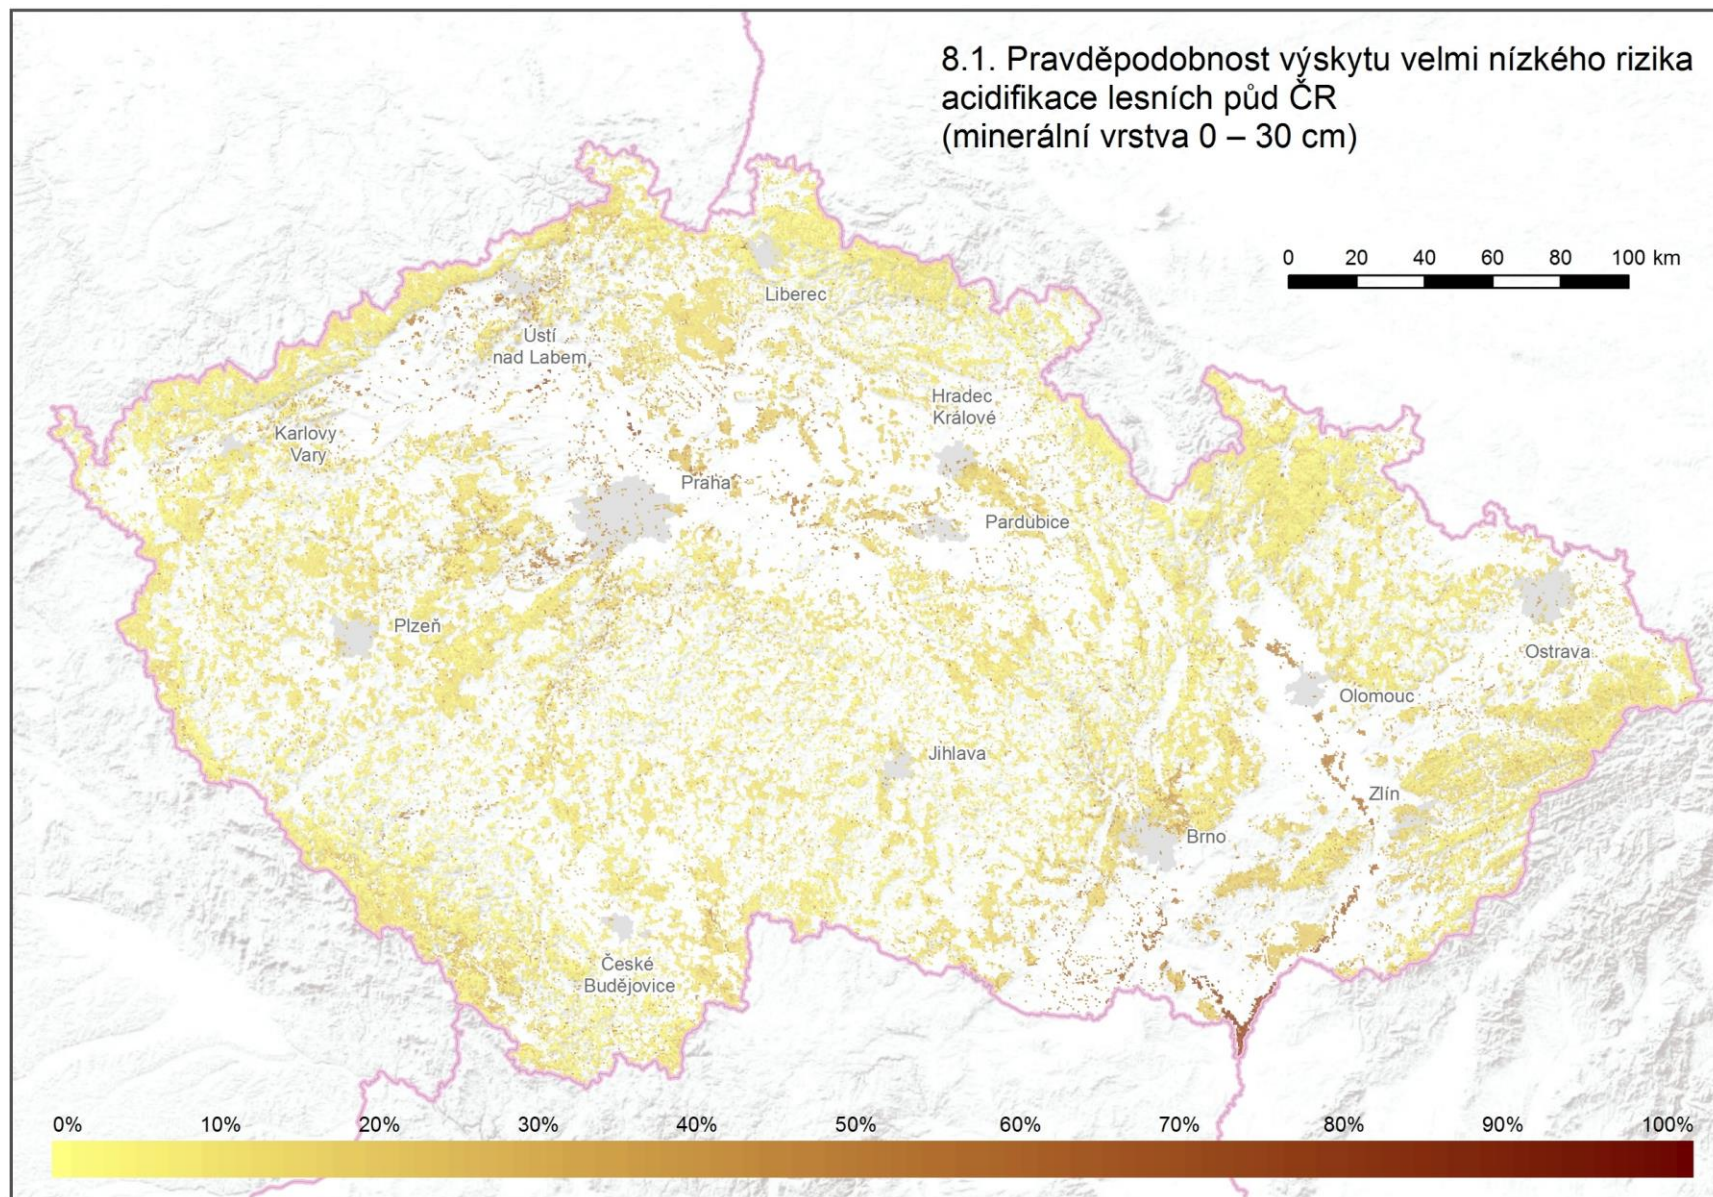 8.1. Pravděpodobnost výskytu velmi nízkého rizika
acidifikace lesních půd ČR
(minerální vrstva 0 – 30 cm)
0 20 40 60 80 100 km
Liberec
Ústí
nad Labem
Hradec
Králové
Karlovy
Vary
Praha
Pardubice
Plzeň
Ostrava
Olomouc
Jihlava
Zlín
Brno
České
Budějovice
0% 10% 20% 30% 40% 50% 60% 70% 80% 90% 100%